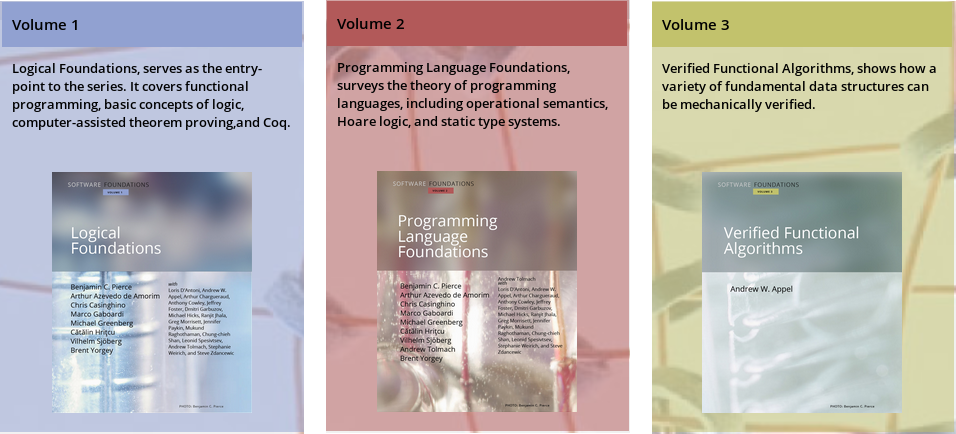 Volume 1
Logical Foundations, serves as the entry-
point to the series. It covers functional
programming, basic concepts of logic,
computer-assisted theorem proving,and Coq.
SOFTWARE FOUNDATIONS
VOLUME 1
Logical
Foundations
Benjamin C. Pierce
Arthur Azevedo de Amorim
Chris Casinghino
Marco Gaboardi
Michael Greenberg
Cătălin Hriţcu
Vilhelm Sjöberg
Brent Yorgey
with
Loris D'Antoni, Andrew W.
Appel, Arthur Chargueraud,
Anthony Cowley, Jeffrey
Foster, Dmitri Garbuzov,
Michael Hicks, Ranjit Jhala,
Greg Morrisett, Jennifer
Paykin, Mukund
Raghothaman, Chung-chieh
Shan, Leonid Spesivtsev,
Andrew Tolmach, Stephanie
Weirich, and Steve Zdancewic
PHOTO: Benjamin C. Pierce
Volume 2
Programming Language Foundations,
surveys the theory of programming
languages, including operational semantics,
Hoare logic, and static type systems.
SOFTWARE FOUNDATIONS
VOLUME 2
Programming
Language
Foundations
Benjamin C. Pierce
Arthur Azevedo de Amorim
Chris Casinghino
Marco Gaboardi
Michael Greenberg
Cătălin Hriţcu
Vilhelm Sjöberg
Andrew Tolmach
Brent Yorgey
Andrew Tolmach
with
Loris D'Antoni, Andrew W.
Appel, Arthur Chargueraud,
Anthony Cowley, Jeffrey
Foster, Dmitri Garbuzov,
Michael Hicks, Ranjit Jhala,
Greg Morrisett, Jennifer
Paykin, Mukund
Raghothaman, Chung-chieh
Shan, Leonid Spesivtsev,
Stephanie Weirich, and Steve
Zdancewic
PHOTO: Benjamin C. Pierce
Volume 3
Verified Functional Algorithms, shows how a
variety of fundamental data structures can
be mechanically verified.
SOFTWARE FOUNDATIONS
VOLUME 3
Verified Functional
Algorithms
Andrew W. Appel
PHOTO: Benjamin C. Pierce